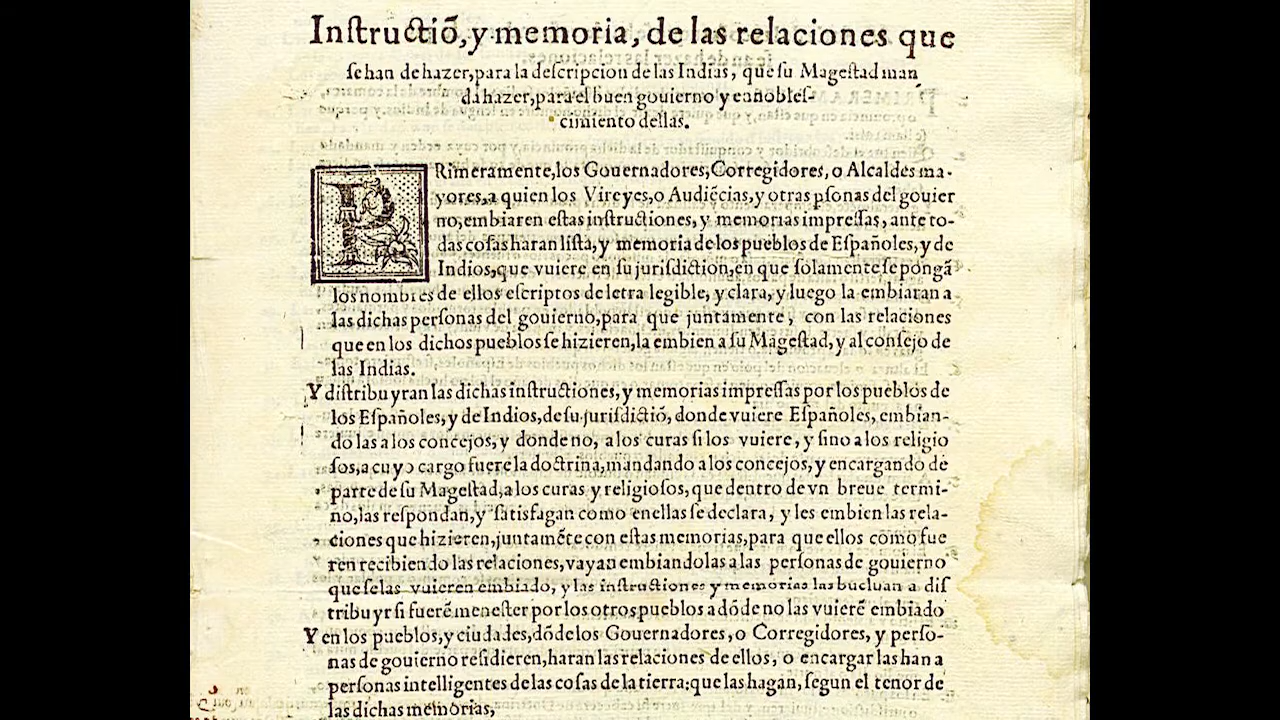 Instructiõ, y memoria, de las relaciones que
se han de hazer, para la descripcion de las Indias, que su Magestad man
da hazer, para el buen gouierno y ennobles-
cimiento dellas.
PRimeramente, los Gouernadores, Corregidores, o Alcaldes ma-
yores, a quien los Vireyes, o Audiẽcias, y otras psonas del gouier
no, embiaren estas instructiones, y memorias impressas, ante to-
das cosas haran lista, y memoria de los pueblos de Españoles, y de
Indios, que vuiere en su jurisdiction, en que solamente se pongã
los nombres de ellos escriptos de letra legible, y clara, y luego la embiaran a
las dichas personas del gouierno, para que juntamente, con las relaciones
que en los dichos pueblos se hizieren, la embien a su Magestad, y al consejo de
las Indias.
Y distribuyran las dichas instructiones, y memorias impressas por los pueblos de
los Españoles, y de Indios, de su jurisdictiõ, donde vuiere Españoles, embian-
do las a los concejos, y donde no, a los curas si los vuiere, y sino a los religio
sos, a cuyo cargo fuere la doctrina, mandando a los concejos, y encargando de
parte de su Magestad, a los curas y religiosos, que dentro de vn breue termi-
no, las respondan, y satisfagan como en ellas se declara, y les embien las rela-
ciones que hizieren, juntamẽte con estas memorias, para que ellos como fue
ren recibiendo las relaciones, vayan embiandolas a las personas de gouierno
que se las vuieren embiado, y las instructiones y memorias las bueluan a dis
tribuyr si fuerẽ menester por los otros pueblos a dõde no las vuierẽ embiado
Y en los pueblos, y ciudades, dõde los Gouernadores, o Corregidores, y perso-
nas de gouierno residieren, haran las relaciones de ellos, o encargar las han a
personas intelligentes de las cosas de la tierra; que las hagan, segun el tenor de
las dichas memorias,